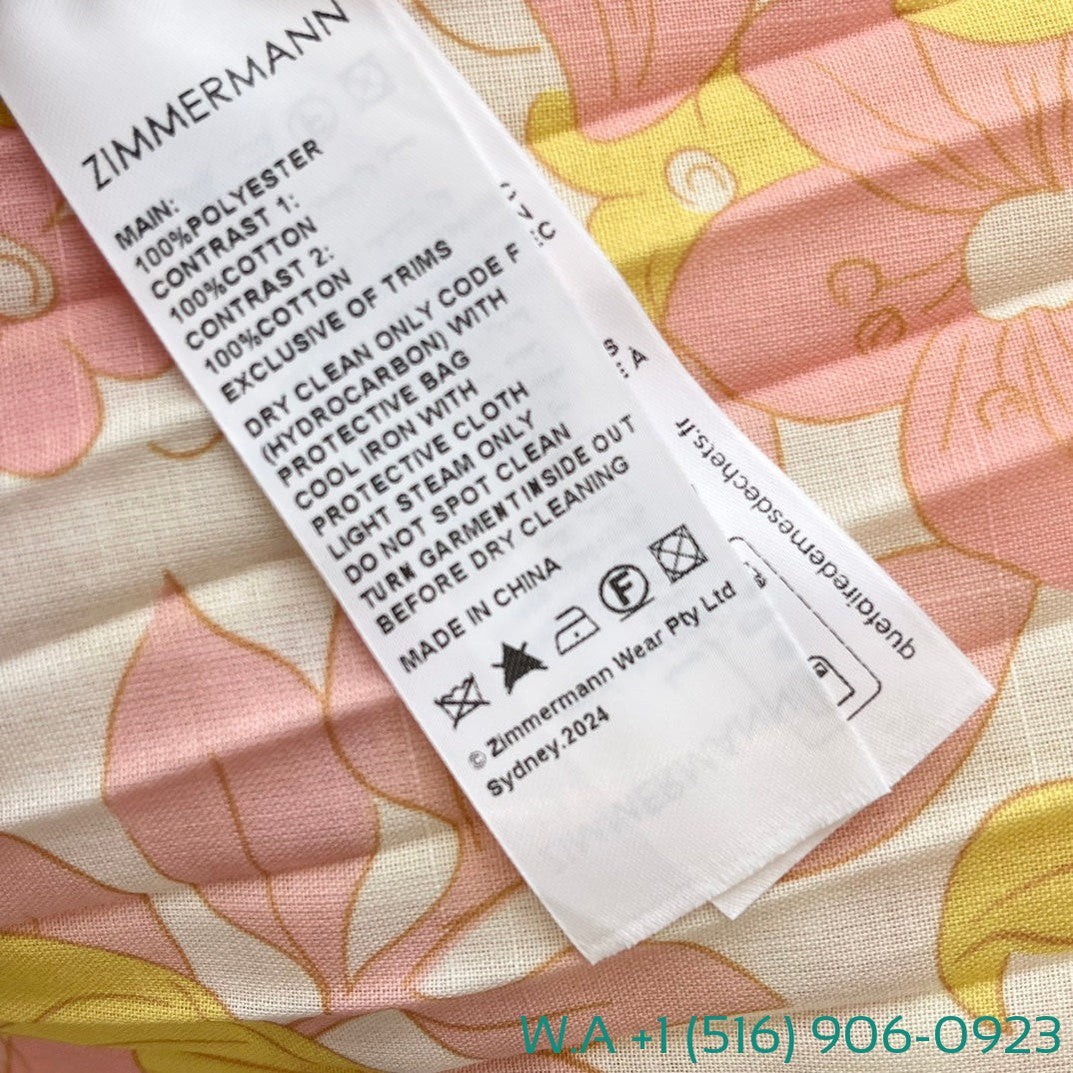 ZIMMERMANN
MAIN:
100%POLYESTER
CONTRAST 1:
100%COTTON
CONTRAST 2:
100%COTTON
EXCLUSIVE OF TRIMS
DRY CLEAN ONLY CODE F
(HYDROCARBON) WITH
PROTECTIVE BAG
COOL IRON WITH
PROTECTIVE CLOTH
LIGHT STEAM ONLY
DO NOT SPOT CLEAN
TURN GARMENT INSIDE OUT
BEFORE DRY CLEANING
MADE IN CHINA
F
© Zimmermann Wear Pty Ltd
Sydney.2024
quefairedemesdechets.fr
W.A +1 (516) 906-0923